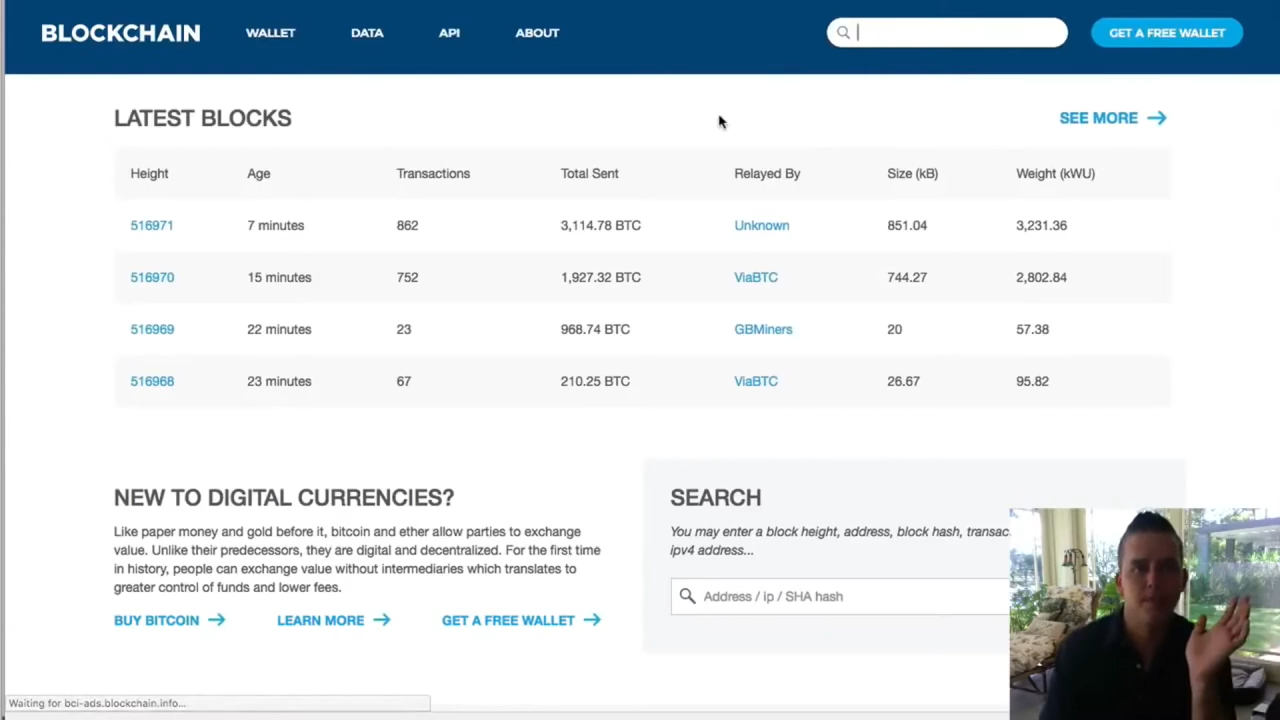 BLOCKCHAIN WALLET DATA API ABOUT GET A FREE WALLET
LATEST BLOCKS SEE MORE
Height Age Transactions Total Sent Relayed By Size (kB) Weight (kWU)
516971 7 minutes 862 3,114.78 BTC Unknown 851.04 3,231.36
516970 15 minutes 752 1,927.32 BTC ViaBTC 744.27 2,802.84
516969 22 minutes 23 968.74 BTC GBMiners 20 57.38
516968 23 minutes 67 210.25 BTC ViaBTC 26.67 95.82
NEW TO DIGITAL CURRENCIES?
Like paper money and gold before it, bitcoin and ether allow parties to exchange
value. Unlike their predecessors, they are digital and decentralized. For the first time
in history, people can exchange value without intermediaries which translates to
greater control of funds and lower fees.
BUY BITCOIN LEARN MORE GET A FREE WALLET
SEARCH
You may enter a block height, address, block hash, transac
ipv4 address...
Address / ip / SHA hash
Waiting for bci-ads.blockchain.info...